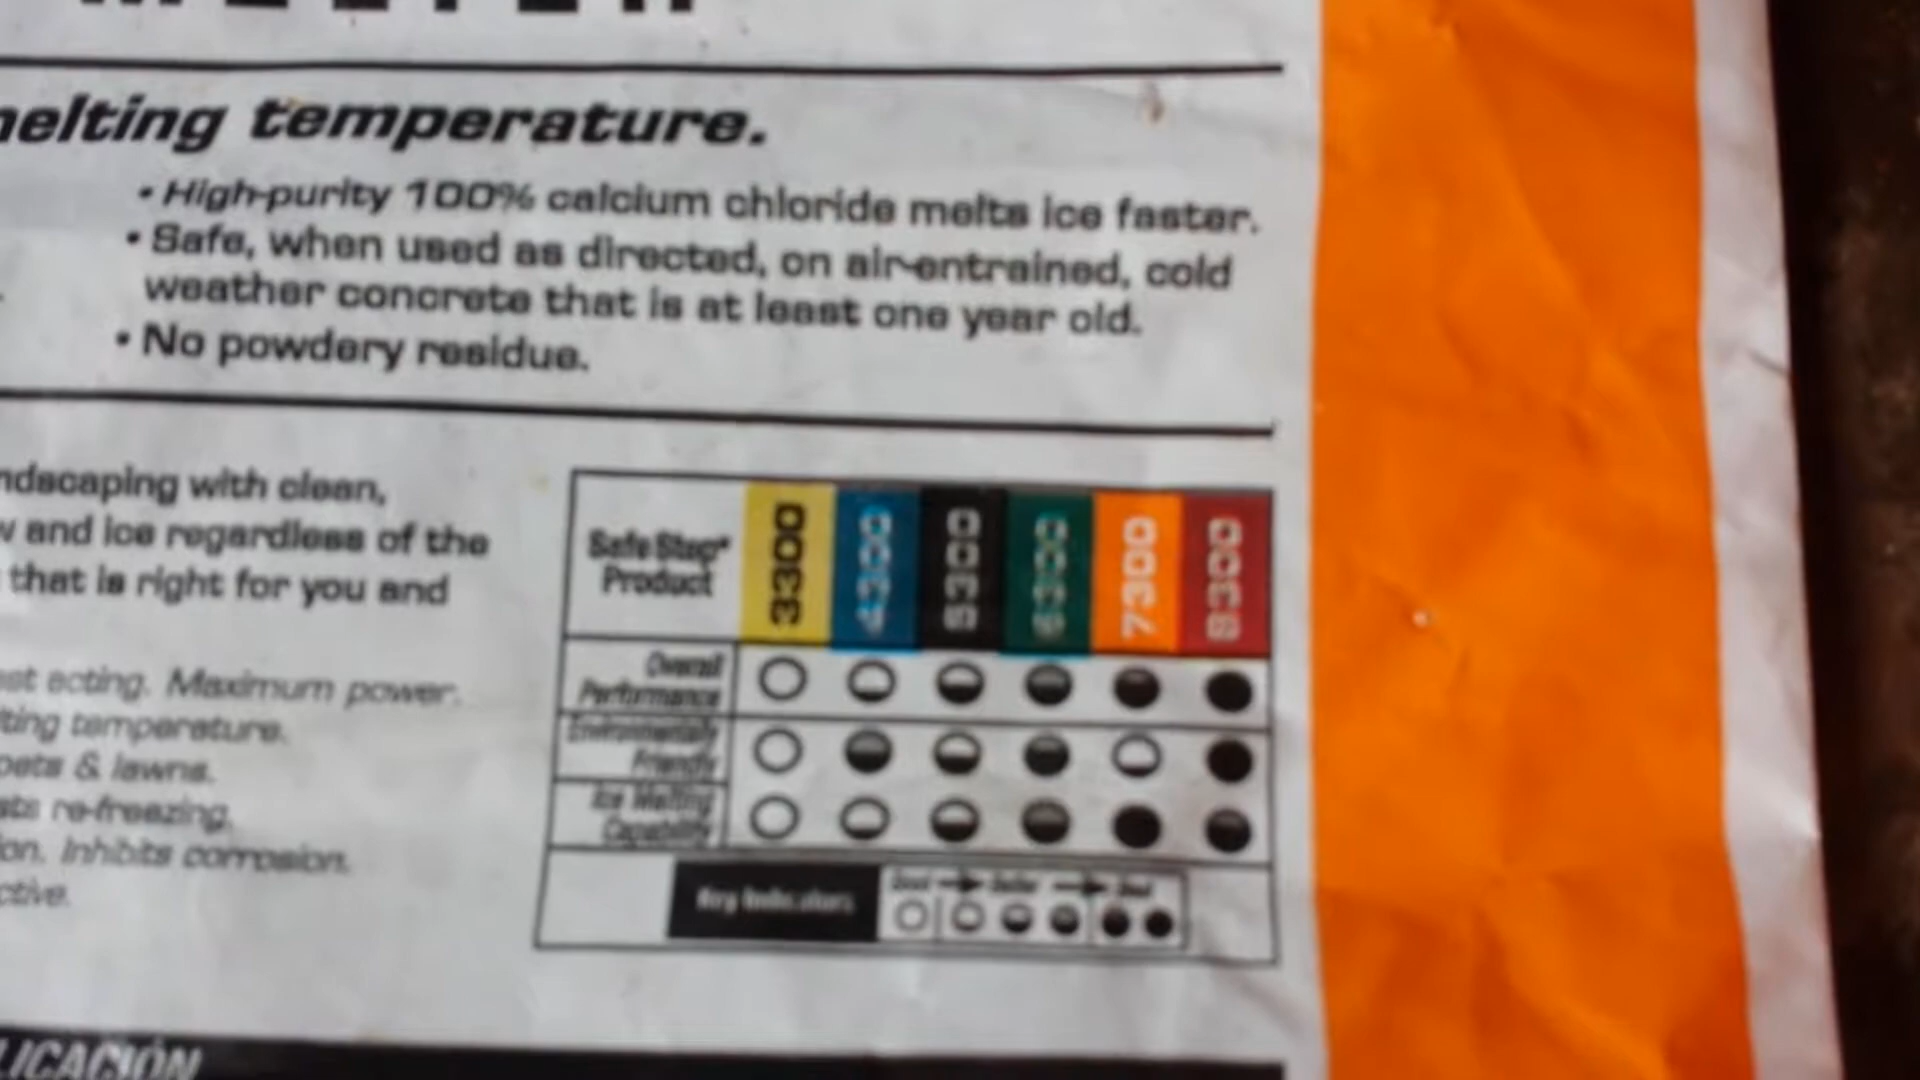 melting temperature.
• High-purity 100% calcium chloride melts ice faster.
• Safe, when used as directed, on air-entrained, cold
weather concrete that is at least one year old.
• No powdery residue.
ndscaping with clean,
w and ice regardless of the
that is right for you and
st acting. Maximum power.
lting temperature.
pets & lawns.
sts re-freezing.
ion. Inhibits corrosion.
ctive.
Safe Step®
Product
3300
4300
5300
6300
7300
8300
Overall
Performance
Environmentally
Friendly
Ice Melting
Capability
Key Indicators
Good Better Best
LICACIÓN